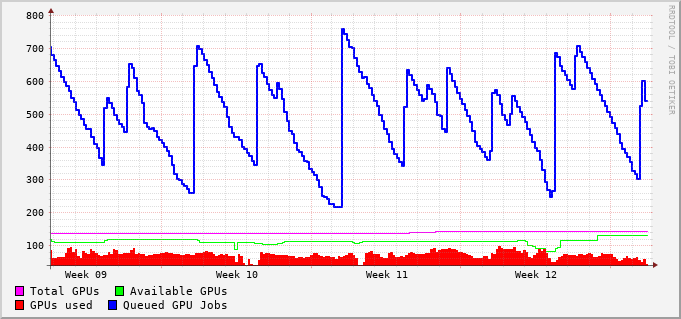 800
700
600
500
400
300
200
100
Week 09 Week 10 Week 11 Week 12
Total GPUs Available GPUs
GPUs used Queued GPU Jobs
RRDTOOL / TOBI OETIKER